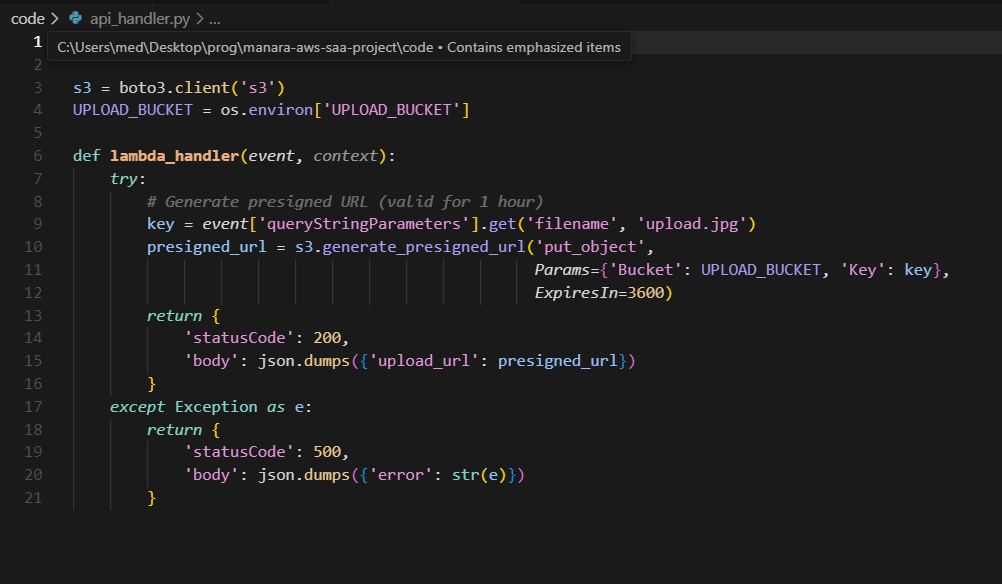 code > api_handler.py > ...
1
C:\Users\med\Desktop\prog\manara-aws-saa-project\code • Contains emphasized items
2
3 s3 = boto3.client('s3')
4 UPLOAD_BUCKET = os.environ['UPLOAD_BUCKET']
5
6 def lambda_handler(event, context):
7     try:
8         # Generate presigned URL (valid for 1 hour)
9         key = event['queryStringParameters'].get('filename', 'upload.jpg')
10         presigned_url = s3.generate_presigned_url('put_object',
11                                                   Params={'Bucket': UPLOAD_BUCKET, 'Key': key},
12                                                   ExpiresIn=3600)
13         return {
14             'statusCode': 200,
15             'body': json.dumps({'upload_url': presigned_url})
16         }
17     except Exception as e:
18         return {
19             'statusCode': 500,
20             'body': json.dumps({'error': str(e)})
21         }